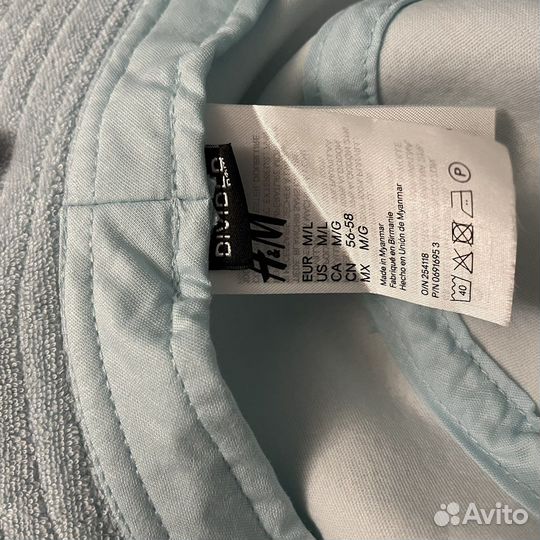 DIVIDED
H&M
EUR M/L
US M/L
CA M/G
CN 56-58
MX M/G
Made in Myanmar
Fabriqué en Birmanie
Hecho en Unión de Myanmar
O/N 254118
P/N 0691695 3
40
P
Avito